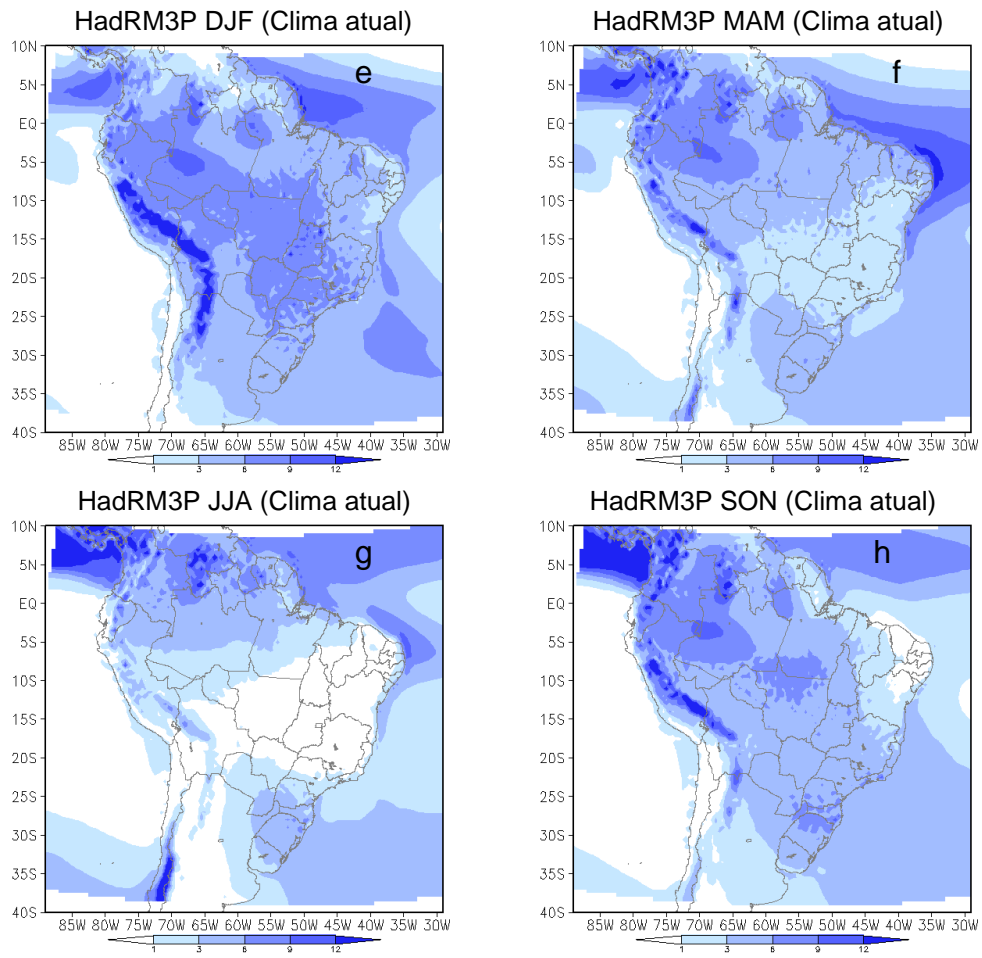 HadRM3P DJF (Clima atual)
HadRM3P MAM (Clima atual)
e
f
10N
5N
EQ
5S
10S
15S
20S
25S
30S
35S
40S
85W 80W 75W 70W 65W 60W 55W 50W 45W 40W 35W 30W
1 3 6 9 12
10N
5N
EQ
5S
10S
15S
20S
25S
30S
35S
40S
85W 80W 75W 70W 65W 60W 55W 50W 45W 40W 35W 30W
1 3 6 9 12
HadRM3P JJA (Clima atual)
HadRM3P SON (Clima atual)
g
h
10N
5N
EQ
5S
10S
15S
20S
25S
30S
35S
40S
85W 80W 75W 70W 65W 60W 55W 50W 45W 40W 35W 30W
1 3 6 9 12
10N
5N
EQ
5S
10S
15S
20S
25S
30S
35S
40S
85W 80W 75W 70W 65W 60W 55W 50W 45W 40W 35W 30W
1 3 6 9 12